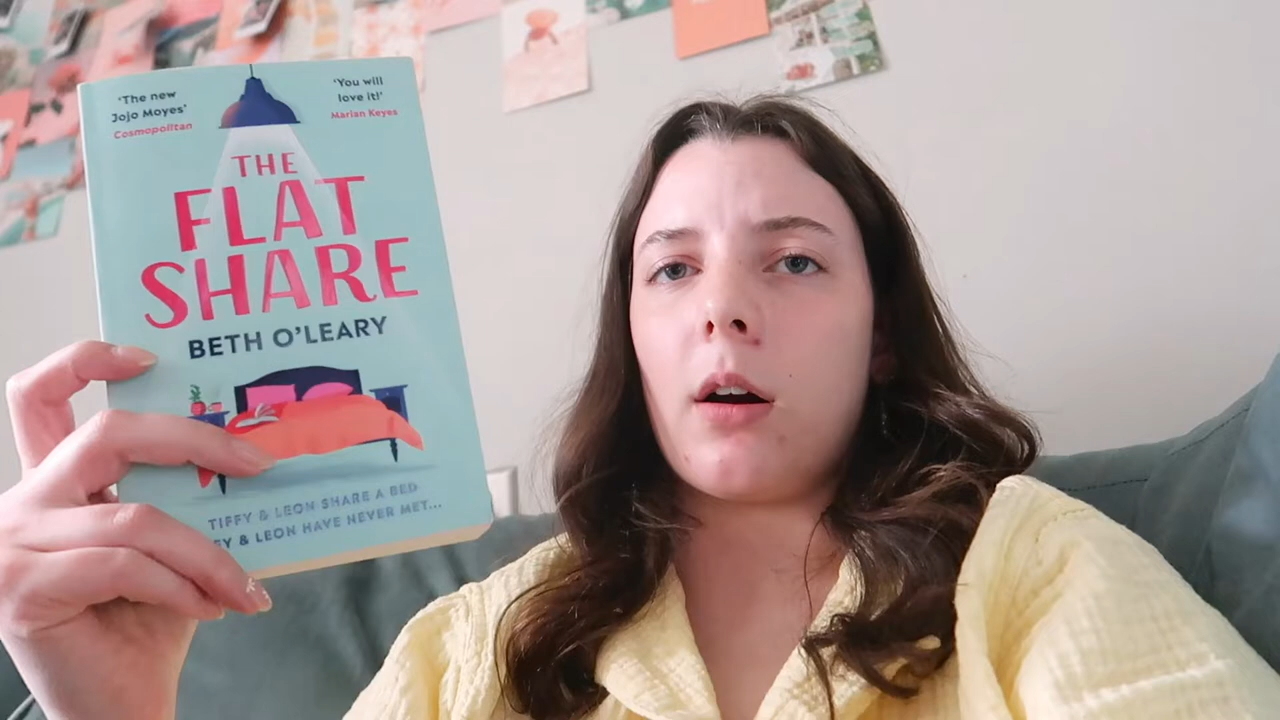 'The new
Jojo Moyes'
Cosmopolitan
'You will
love it!'
Marian Keyes
THE
FLAT
SHARE
BETH O'LEARY
TIFFY & LEON SHARE A BED
& LEON HAVE NEVER MET...